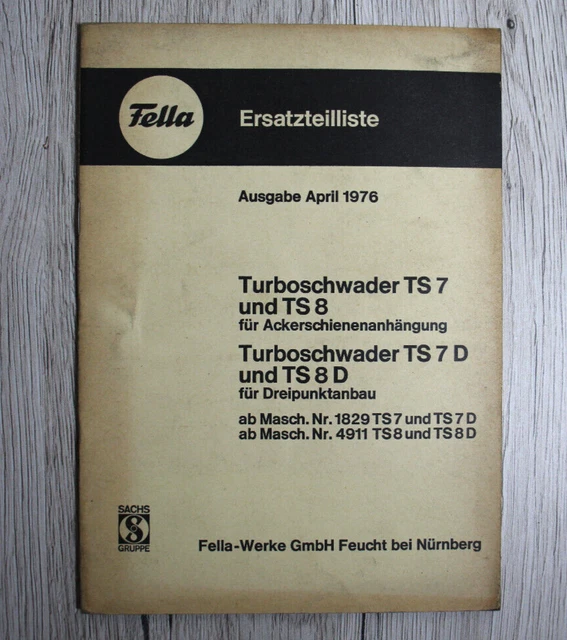 Fella
Ersatzteilliste
Ausgabe April 1976
Turboschwader TS 7
und TS 8
für Ackerschienenanhängung
Turboschwader TS 7 D
und TS 8 D
für Dreipunktanbau
ab Masch. Nr. 1829 TS 7 und TS 7 D
ab Masch. Nr. 4911 TS 8 und TS 8 D
SACHS
GRUPPE
Fella-Werke GmbH Feucht bei Nürnberg